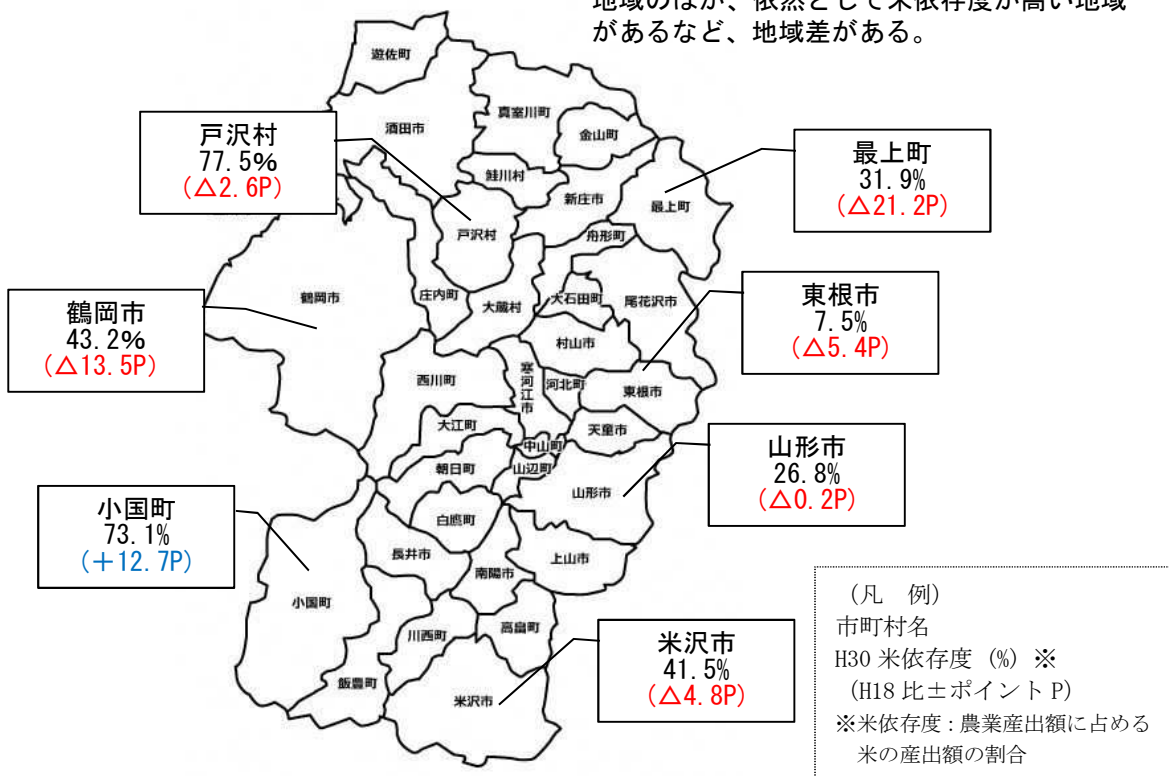 地域のほか、依然として米依存度が高い地域
があるなど、地域差がある。
遊佐町
酒田市
真室川町
金山町
戸沢村
77.5%
(△2.6P)
最上町
31.9%
(△21.2P)
鮭川村
新庄市
最上町
戸沢村
舟形町
鶴岡市
庄内町
大蔵村
大石田町
尾花沢市
鶴岡市
43.2%
(△13.5P)
東根市
7.5%
(△5.4P)
村山市
西川町
寒河江市
河北町
東根市
大江町
天童市
中山町
朝日町
山辺町
山形市
山形市
26.8%
(△0.2P)
小国町
73.1%
(+12.7P)
白鷹町
長井市
南陽市
上山市
小国町
川西町
高畠町
飯豊町
米沢市
米沢市
41.5%
(△4.8P)
(凡 例)
市町村名
H30 米依存度 (%) ※
(H18 比±ポイント P)
※米依存度:農業産出額に占める
米の産出額の割合